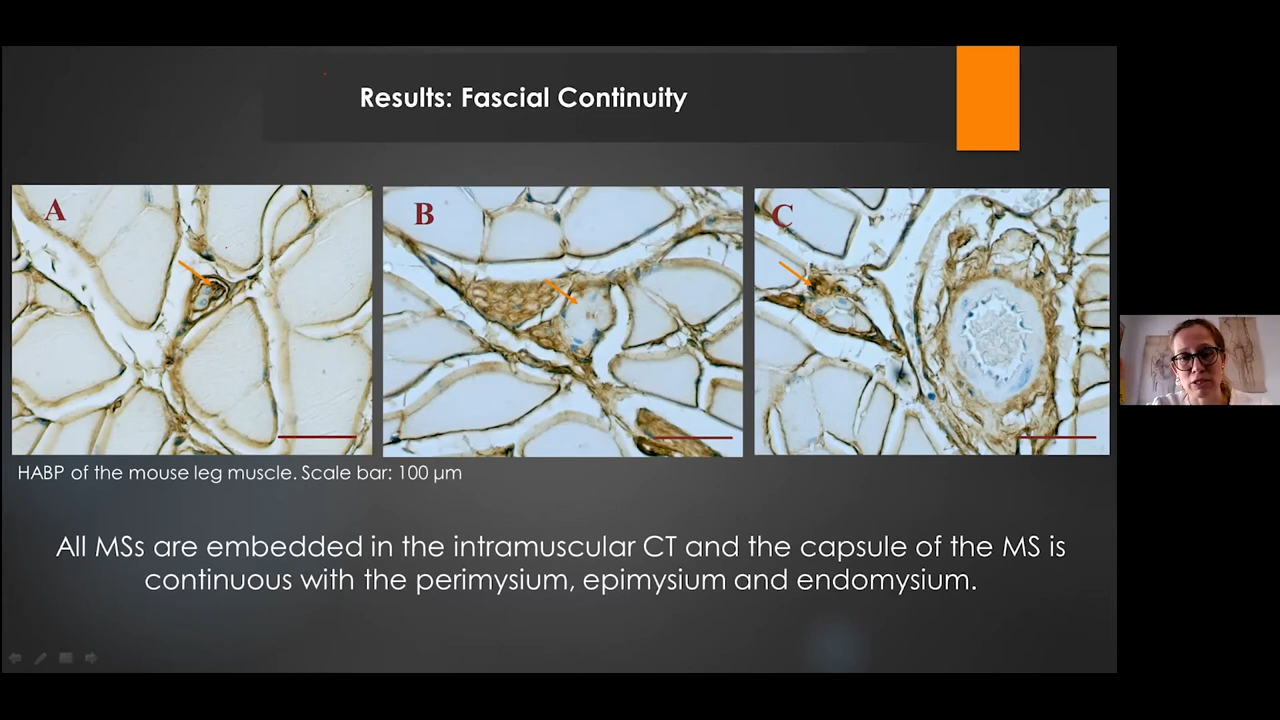 Results: Fascial Continuity
A
B
C
HABP of the mouse leg muscle. Scale bar: 100 µm
All MSs are embedded in the intramuscular CT and the capsule of the MS is
continuous with the perimysium, epimysium and endomysium.